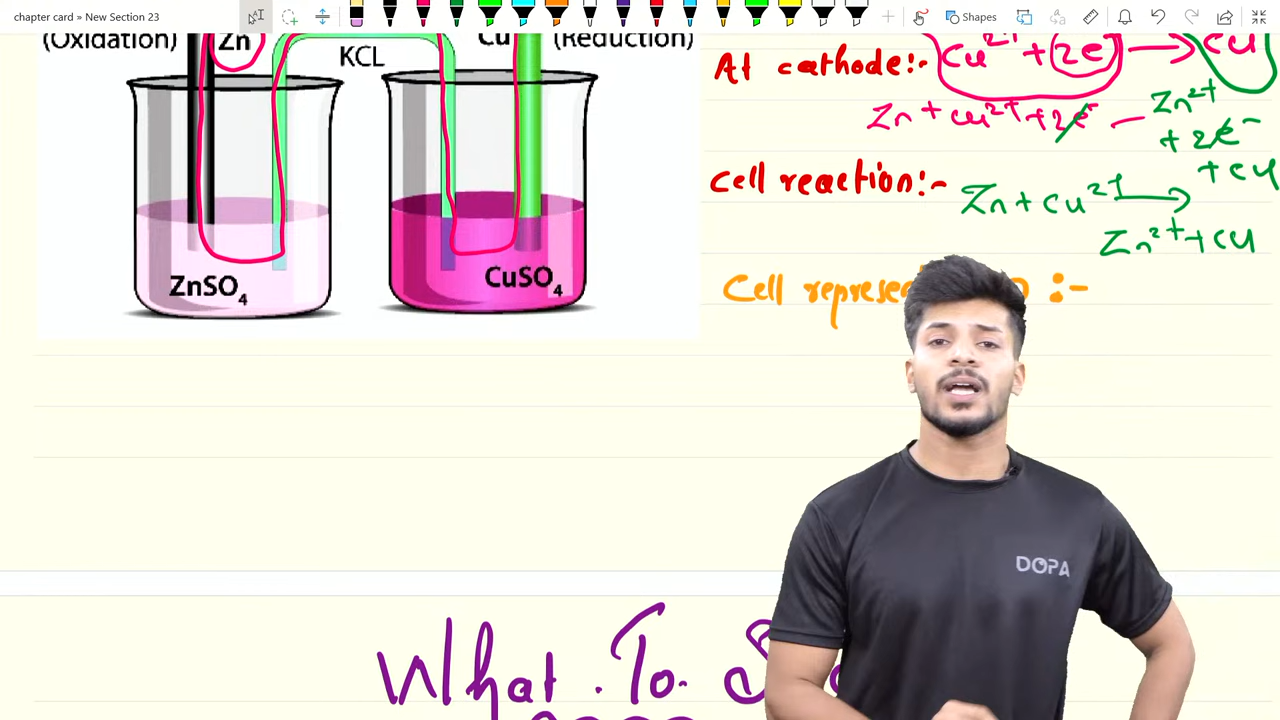 chapter card » New Section 23
Shapes
(Oxidation) Zn KCL Cu (Reduction)
ZnSO4
CuSO4
At cathode:- Cu2+ + 2e → Cu
Zn + Cu2+ + 2e- — Zn2+
+ 2e-
+ Cu
Cell reaction:- Zn + Cu2+ →
Zn2+ + Cu
:-
Cell
DOPA
What To